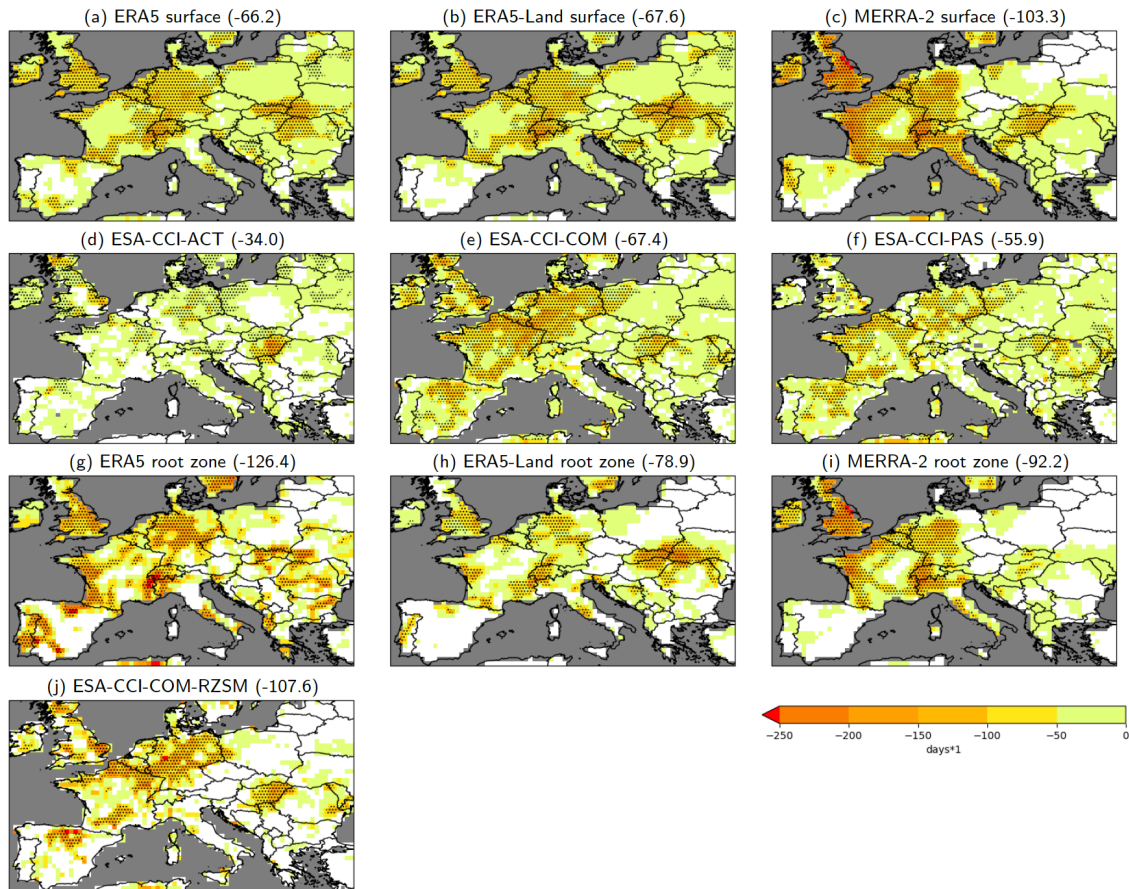 (a) ERA5 surface (-66.2)
(b) ERA5-Land surface (-67.6)
(c) MERRA-2 surface (-103.3)
(d) ESA-CCI-ACT (-34.0)
(e) ESA-CCI-COM (-67.4)
(f) ESA-CCI-PAS (-55.9)
(g) ERA5 root zone (-126.4)
(h) ERA5-Land root zone (-78.9)
(i) MERRA-2 root zone (-92.2)
(j) ESA-CCI-COM-RZSM (-107.6)
−250 −200 −150 −100 −50 0
days*1